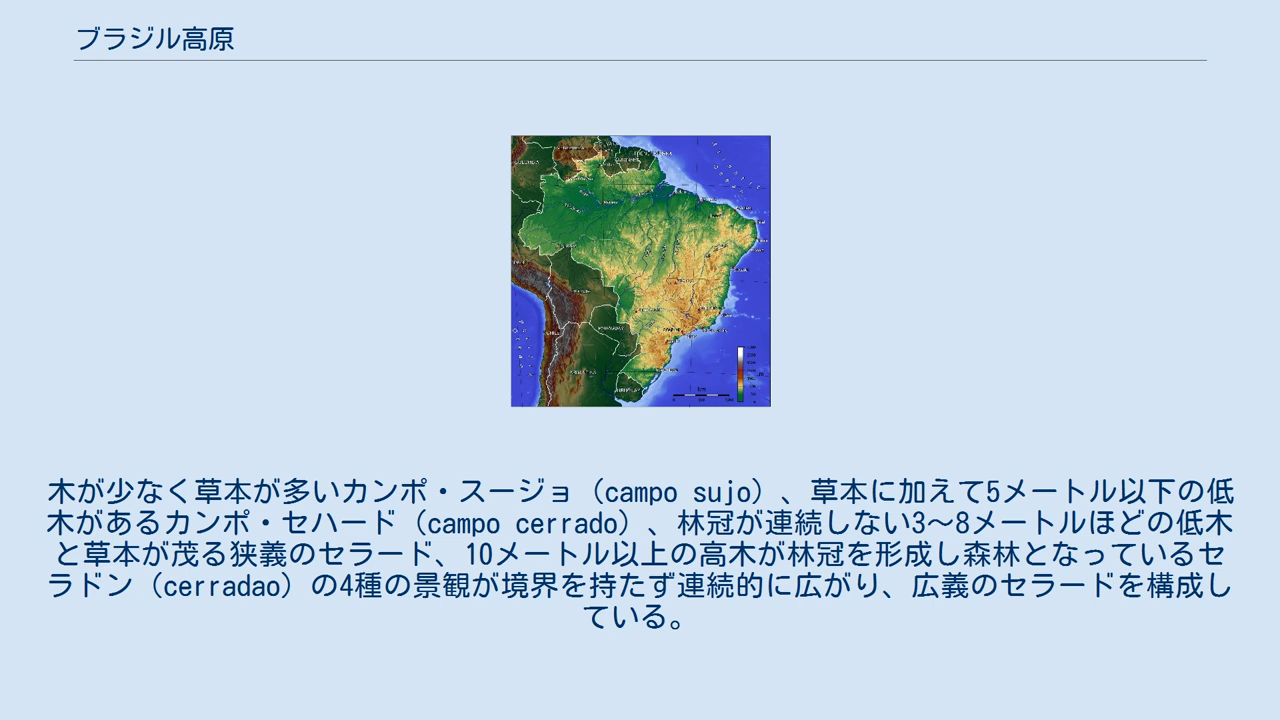 ブラジル高原
木が少なく草本が多いカンポ・スージョ（campo sujo）、草本に加えて5メートル以下の低
木があるカンポ・セハード（campo cerrado）、林冠が連続しない3〜8メートルほどの低木
と草本が茂る狭義のセラード、10メートル以上の高木が林冠を形成し森林となっているセ
ラドン（cerradao）の4種の景観が境界を持たず連続的に広がり、広義のセラードを構成し
ている。